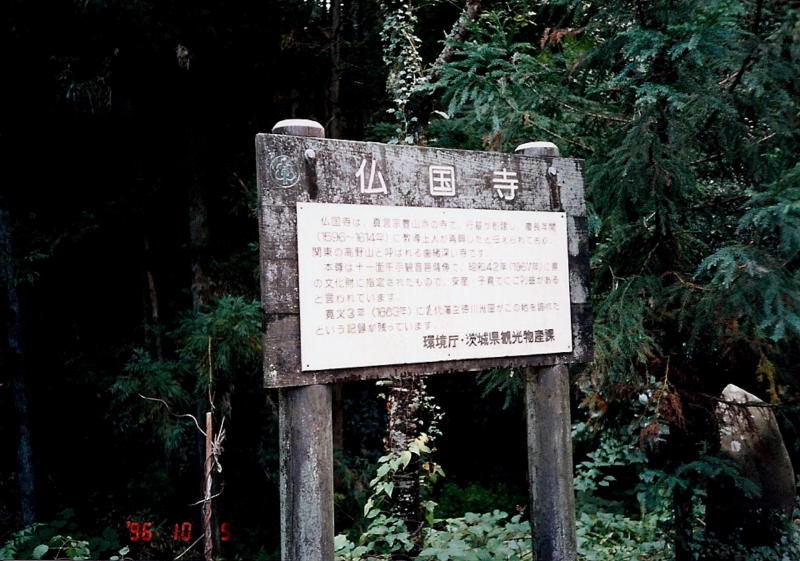 仏国寺
仏国寺は、真言宗豊山派の寺で、行基が創建し、慶長年間
(1596～1614年)に教導上人が再興したと伝えられており、
関東の高野山と呼ばれる由緒深い寺です。
本尊は十一面千手観音菩薩像で、昭和42年(1967年)に県
の文化財に指定されたもので、安産、子育てにご利益がある
と言われています。
寛文3年(1663年)に水戸藩主徳川光圀がこの地を訪れた
という記録が残っています。
環境庁・茨城県観光物産課
'96 10 5